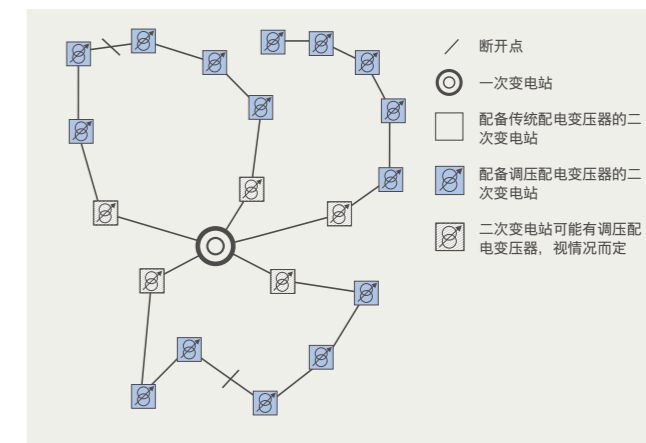 断开点
一次变电站
配备传统配电变压器的二
次变电站
配备调压配电变压器的二
次变电站
二次变电站可能有调压配
电变压器，视情况而定